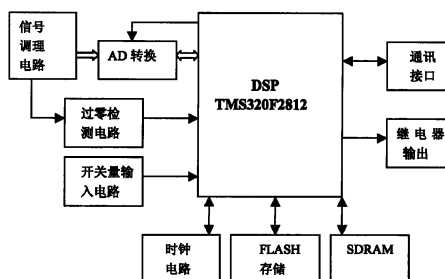 信号
调理
电路
AD 转换
DSP
TMS320F2812
通讯
接口
过零检
测电路
继 电 器
输出
开关量输
入电路
时钟
电路
FLASH
存储
SDRAM